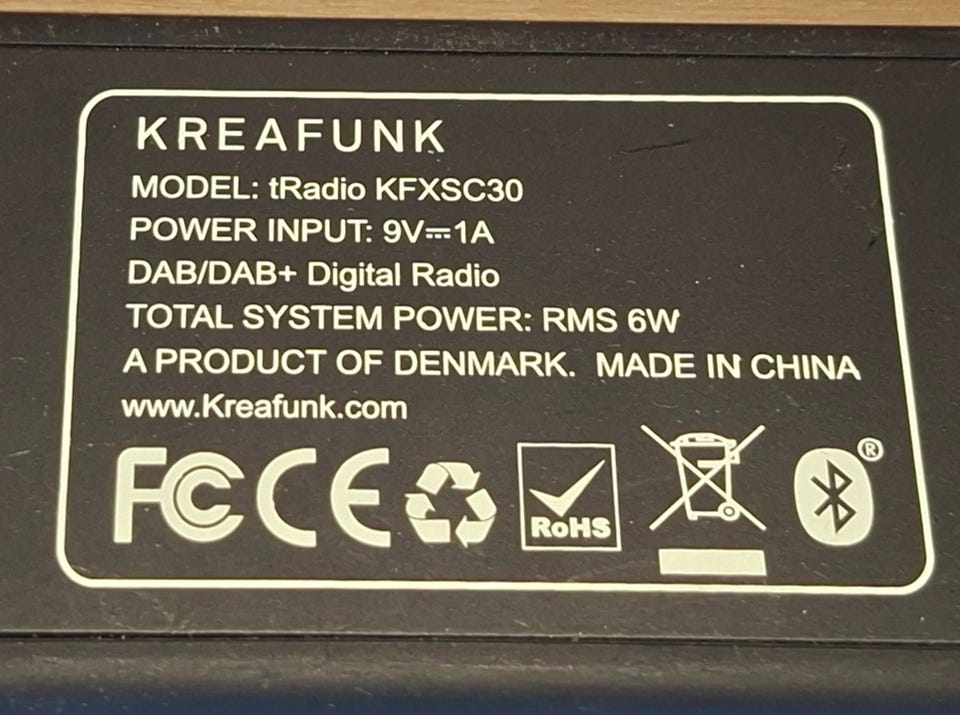 KREAFUNK
MODEL: tRadio KFXSC30
POWER INPUT: 9V⎓1A
DAB/DAB+ Digital Radio
TOTAL SYSTEM POWER: RMS 6W
A PRODUCT OF DENMARK. MADE IN CHINA
www.Kreafunk.com
FC CE RoHS ®